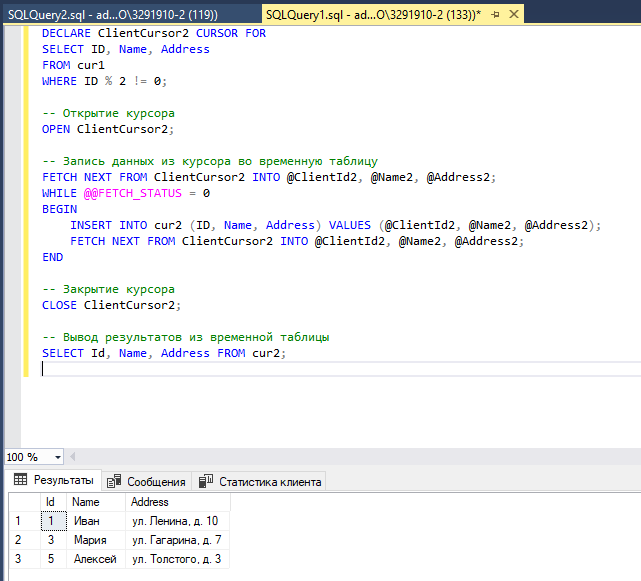 SQLQuery2.sql - ad...O\3291910-2 (119))
SQLQuery1.sql - ad...O\3291910-2 (133))*
DECLARE ClientCursor2 CURSOR FOR
SELECT ID, Name, Address
FROM cur1
WHERE ID % 2 != 0;
-- Открытие курсора
OPEN ClientCursor2;
-- Запись данных из курсора во временную таблицу
FETCH NEXT FROM ClientCursor2 INTO @ClientId2, @Name2, @Address2;
WHILE @@FETCH_STATUS = 0
BEGIN
INSERT INTO cur2 (ID, Name, Address) VALUES (@ClientId2, @Name2, @Address2);
FETCH NEXT FROM ClientCursor2 INTO @ClientId2, @Name2, @Address2;
END
-- Закрытие курсора
CLOSE ClientCursor2;
-- Вывод результатов из временной таблицы
SELECT Id, Name, Address FROM cur2;
100 %
Результаты Сообщения Статистика клиента
Id Name Address
1 1 Иван ул. Ленина, д. 10
2 3 Мария ул. Гагарина, д. 7
3 5 Алексей ул. Толстого, д. 3